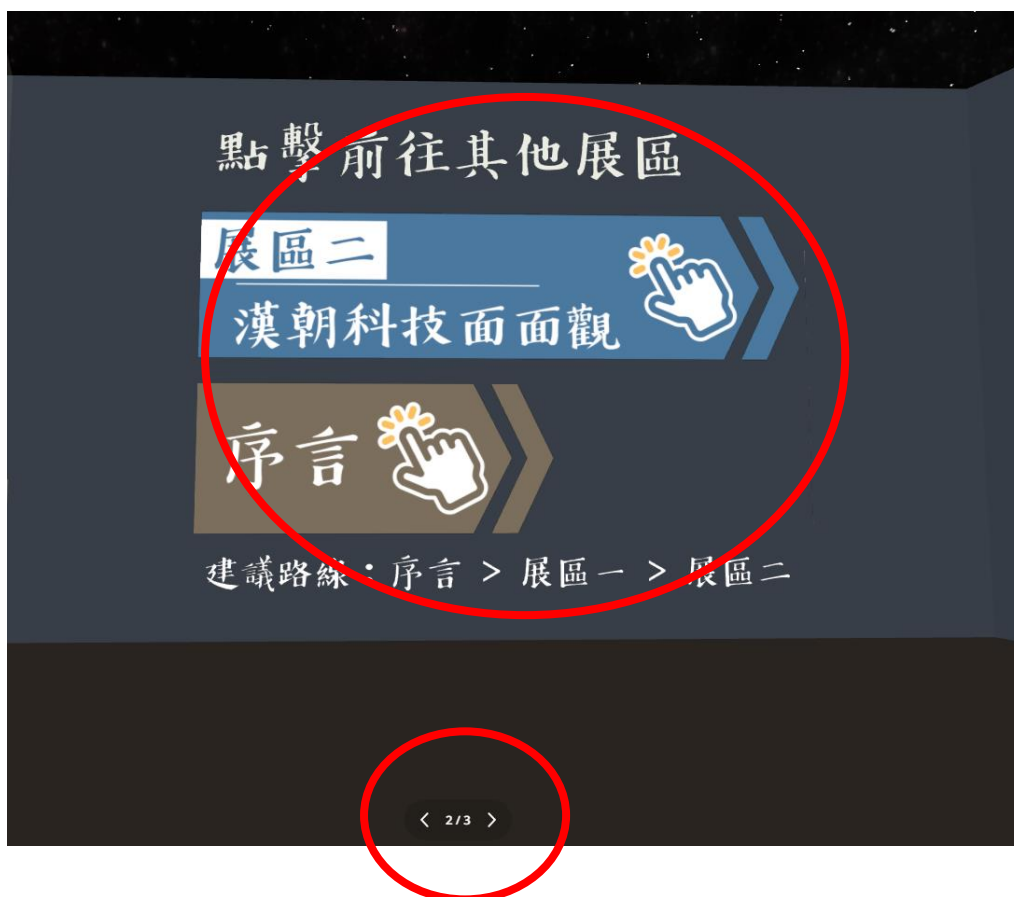 點擊前往其他展區
展區二
漢朝科技面面觀
序言
建議路線：序言 > 展區一 > 展區二
< 2/3 >